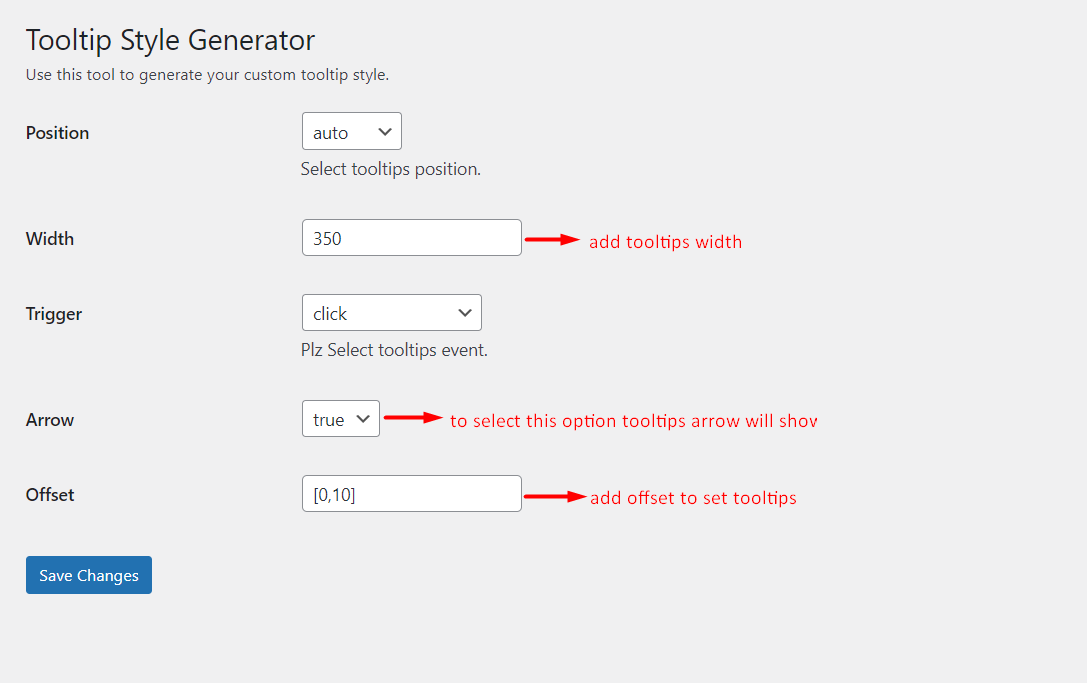 Tooltip Style Generator
Use this tool to generate your custom tooltip style.
Position
auto
Select tooltips position.
Width
350
add tooltips width
Trigger
click
Plz Select tooltips event.
Arrow
true
to select this option tooltips arrow will shov
Offset
[0,10]
add offset to set tooltips
Save Changes